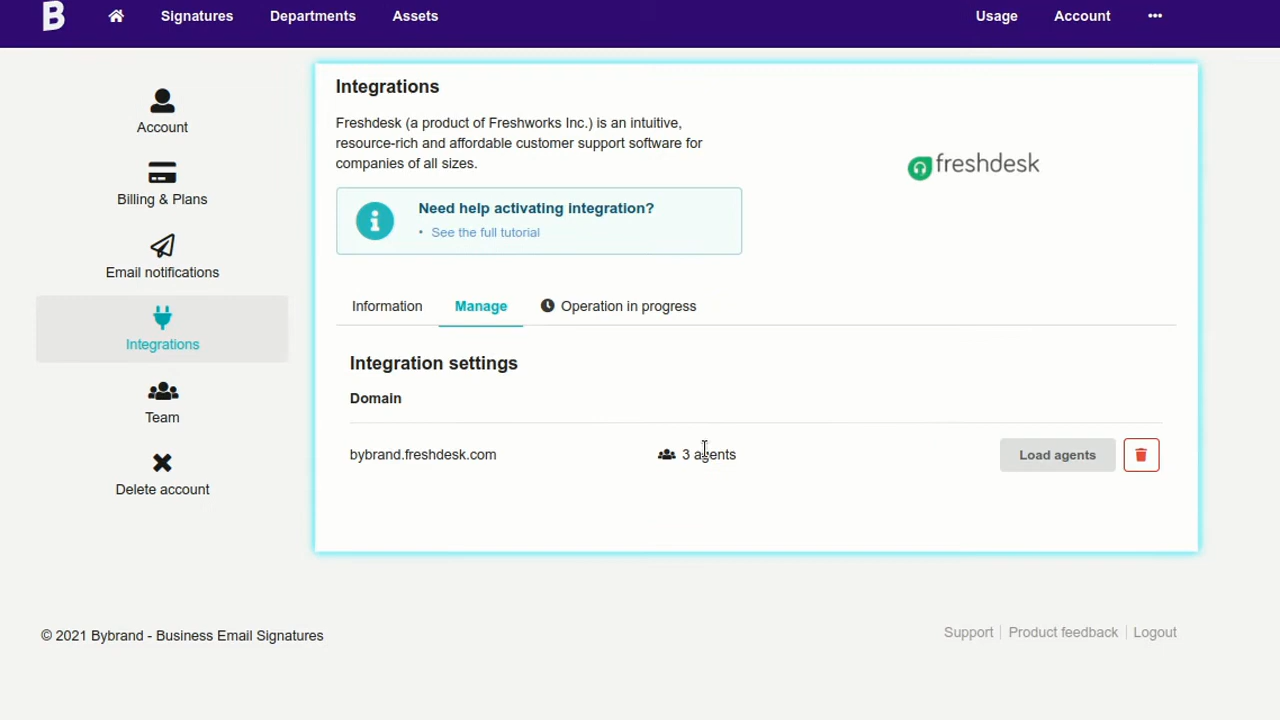 B Signatures Departments Assets Usage Account •••
Account
Billing & Plans
Email notifications
Integrations
Team
Delete account
Integrations
Freshdesk (a product of Freshworks Inc.) is an intuitive,
resource-rich and affordable customer support software for
companies of all sizes.
freshdesk
Need help activating integration?
• See the full tutorial
Information Manage Operation in progress
Integration settings
Domain
bybrand.freshdesk.com 3 agents Load agents
© 2021 Bybrand - Business Email Signatures
Support Product feedback Logout